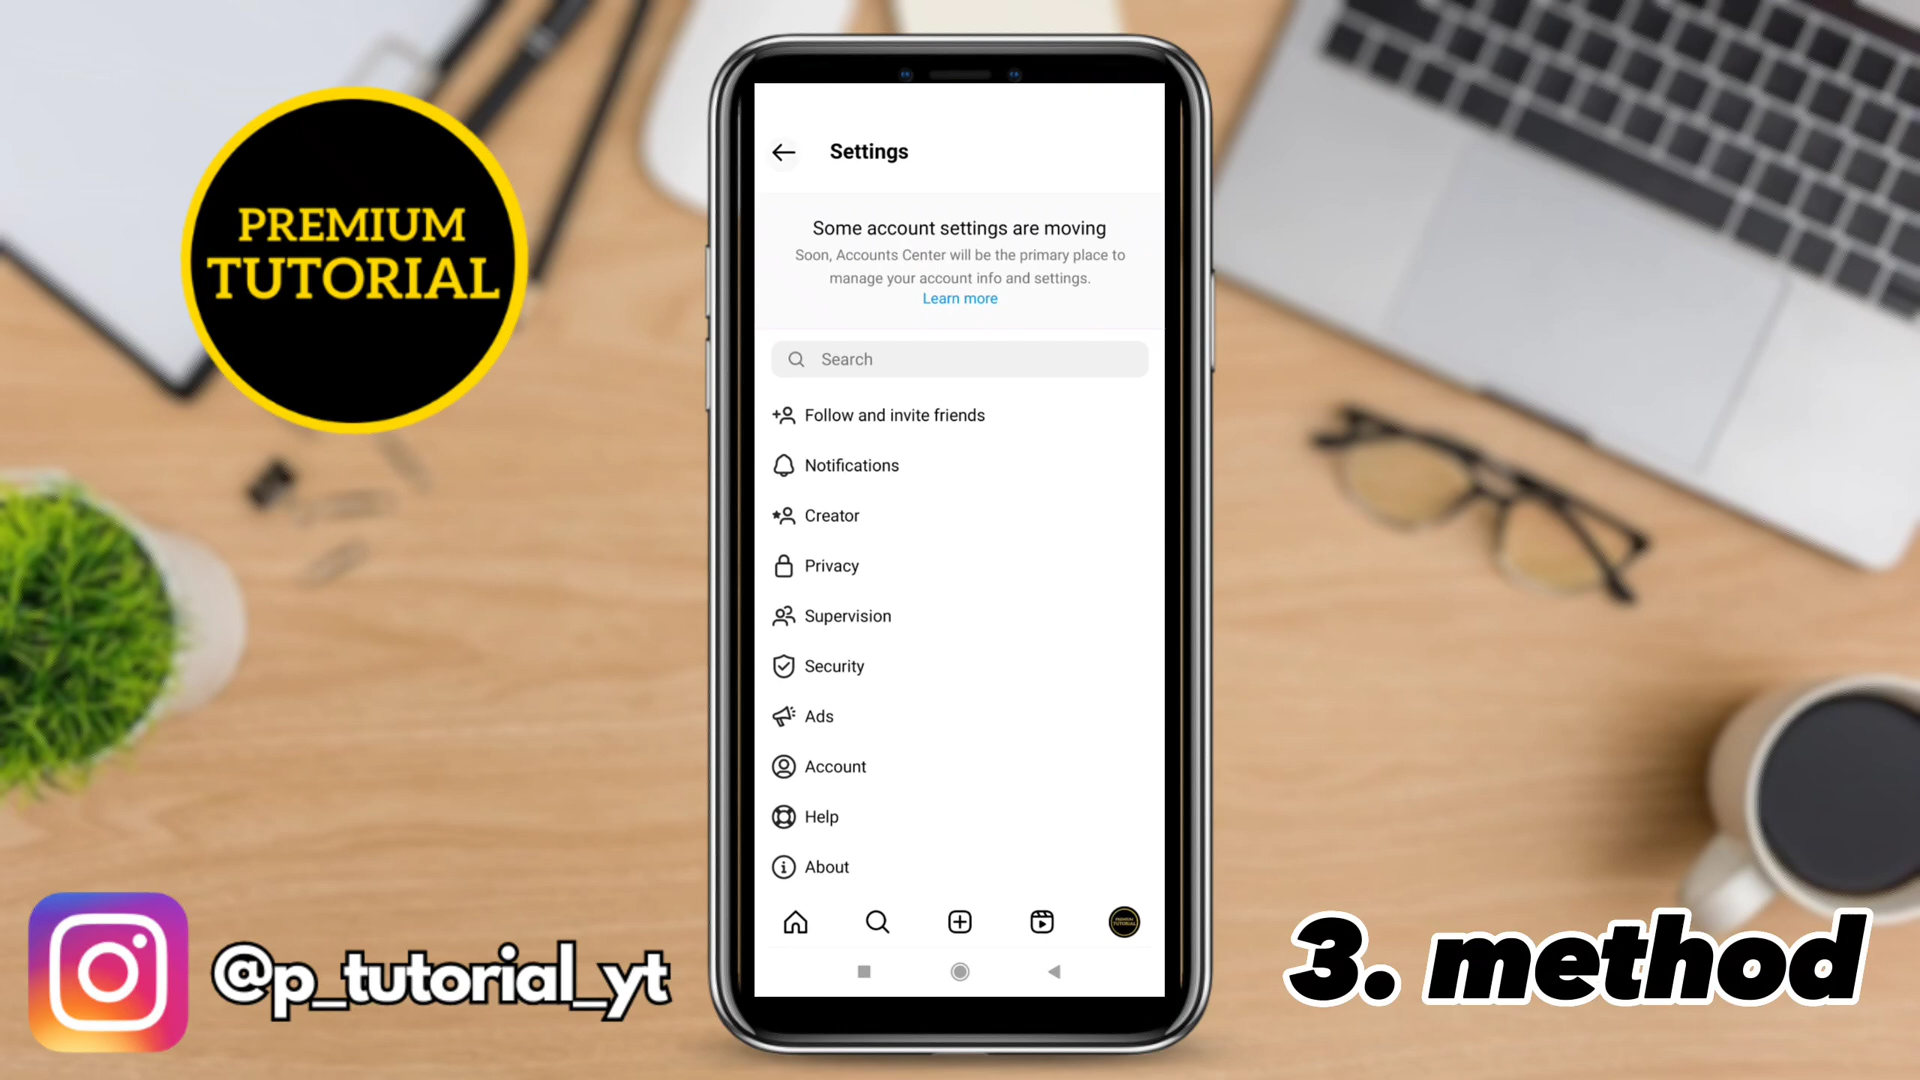 PREMIUM
TUTORIAL
Settings
Some account settings are moving
Soon, Accounts Center will be the primary place to
manage your account info and settings.
Learn more
Search
Follow and invite friends
Notifications
Creator
Privacy
Supervision
Security
Ads
Account
Help
About
PREMIUM
TUTORIAL
@p_tutorial_yt
3. method